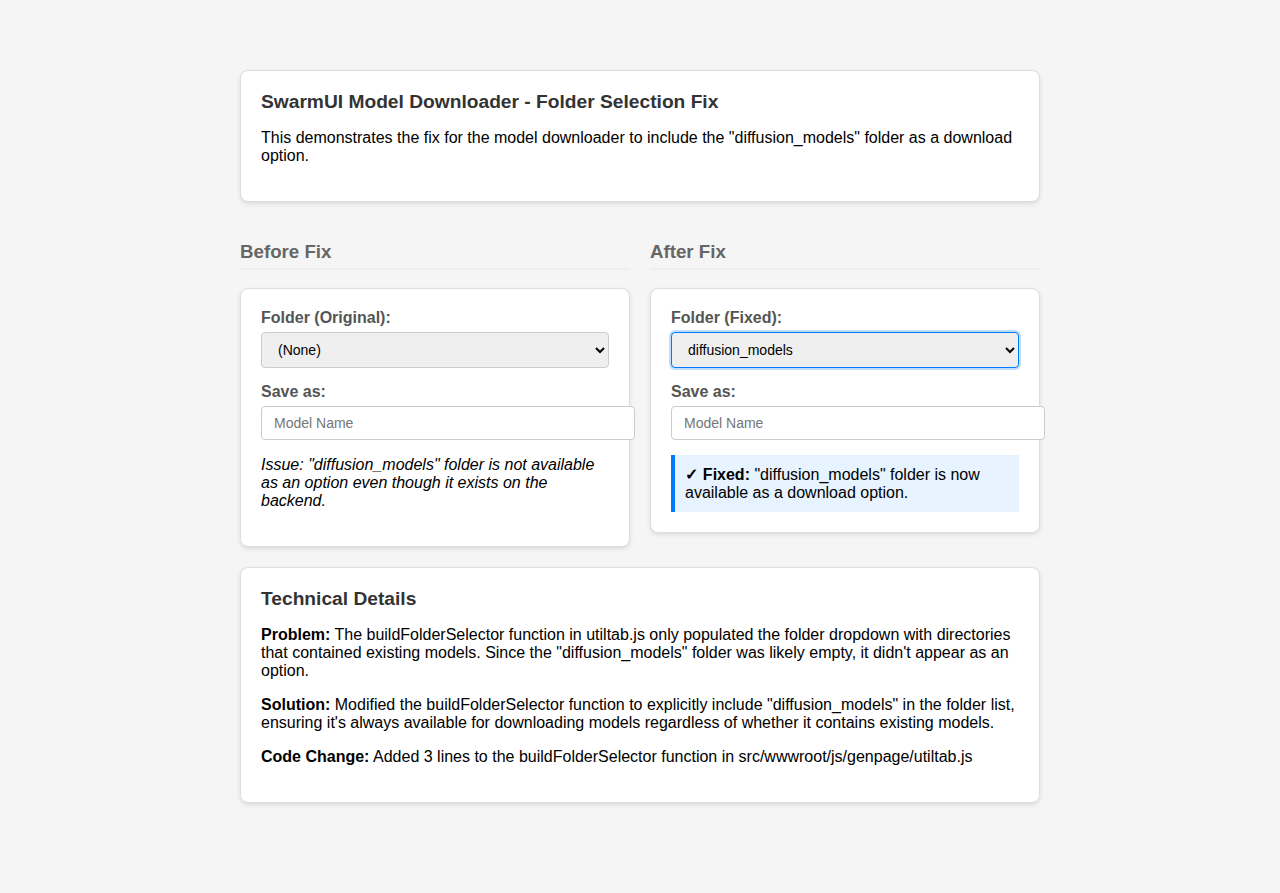 SwarmUI Model Downloader - Folder Selection Fix
This demonstrates the fix for the model downloader to include the "diffusion_models" folder as a download
option.
Before Fix
Folder (Original):
(None)
Save as:
Model Name
Issue: "diffusion_models" folder is not available
as an option even though it exists on the
backend.
After Fix
Folder (Fixed):
diffusion_models
Save as:
Model Name
✓ Fixed: "diffusion_models" folder is now
available as a download option.
Technical Details
Problem: The buildFolderSelector function in utiltab.js only populated the folder dropdown with directories
that contained existing models. Since the "diffusion_models" folder was likely empty, it didn't appear as an
option.
Solution: Modified the buildFolderSelector function to explicitly include "diffusion_models" in the folder list,
ensuring it's always available for downloading models regardless of whether it contains existing models.
Code Change: Added 3 lines to the buildFolderSelector function in src/wwwroot/js/genpage/utiltab.js